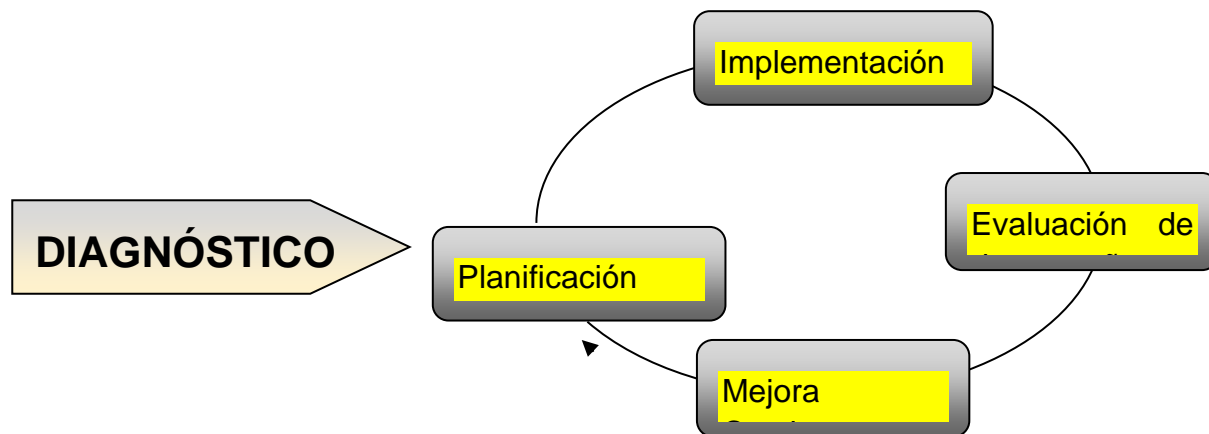 Implementación
Evaluación de
DIAGNÓSTICO
Planificación
Mejora